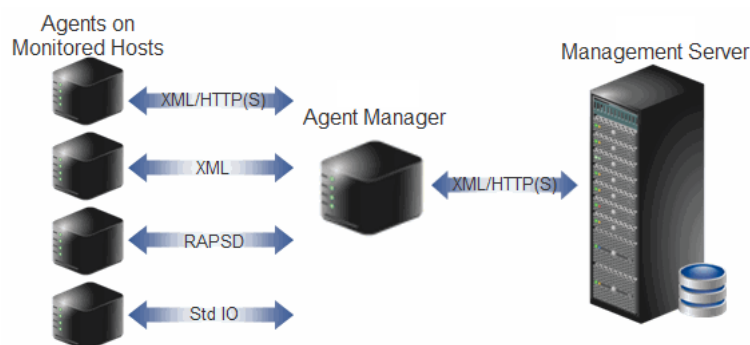 Agents on
Monitored Hosts
XML/HTTP(S)
XML
RAPSD
Std IO
Agent Manager
XML/HTTP(S)
Management Server